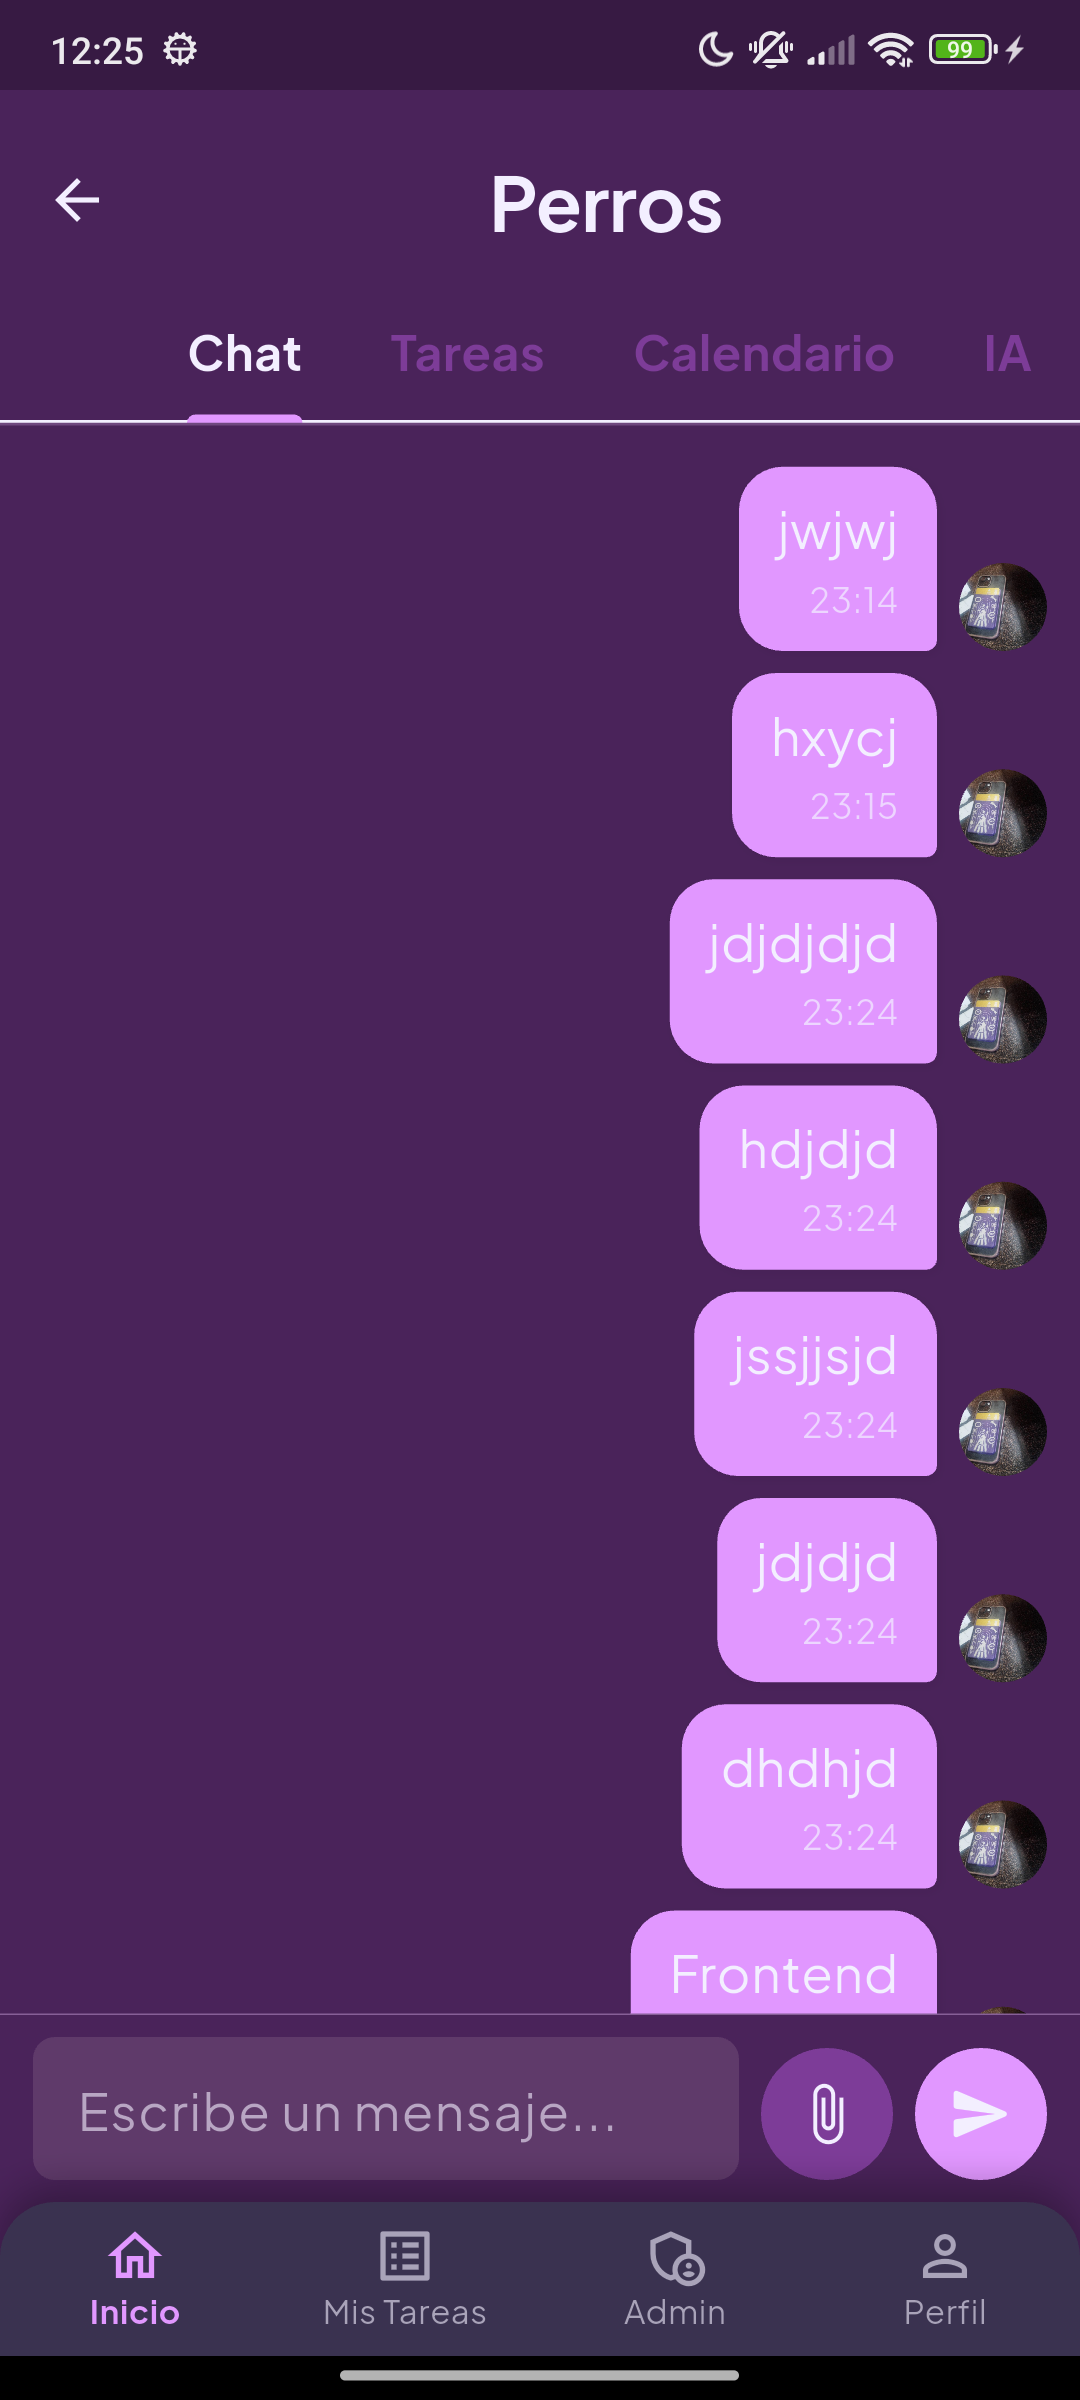 12:25
99
Perros
Chat Tareas Calendario IA
jwjwj
23:14
hxycj
23:15
jdjdjdjd
23:24
hdjdjd
23:24
jssjjsjd
23:24
jdjdjd
23:24
dhdhjd
23:24
Frontend
Escribe un mensaje...
Inicio Mis Tareas Admin Perfil